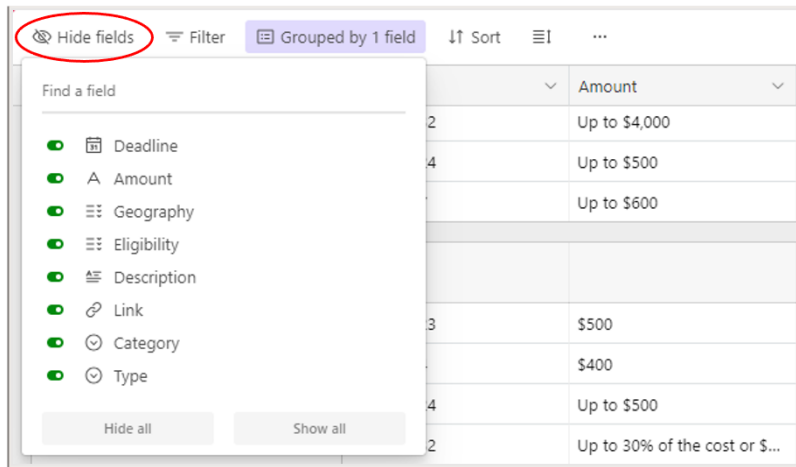 Hide fields Filter Grouped by 1 field Sort ...
Find a field
Amount
Deadline
Amount
Geography
Eligibility
Description
Link
Category
Type
Hide all Show all
2 Up to $4,000
4 Up to $500
Up to $600
3 $500
$400
4 Up to $500
2 Up to 30% of the cost or $...